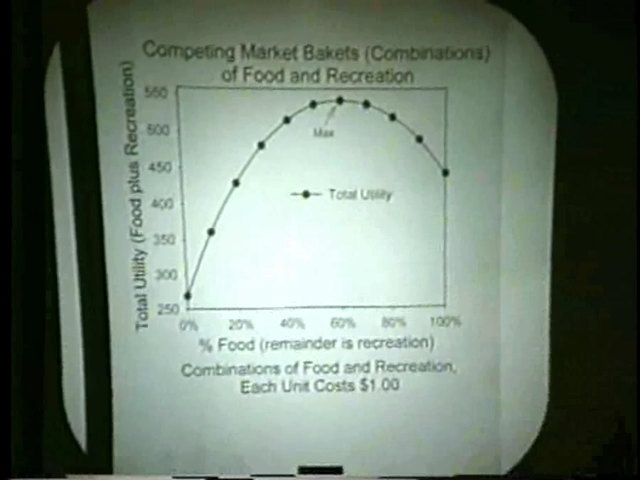 Competing Market Bakets (Combinations)
of Food and Recreation
Total Utility (Food plus Recreation)
550
500
450
400
350
300
250
Max
Total Utility
0% 20% 40% 60% 80% 100%
% Food (remainder is recreation)
Combinations of Food and Recreation,
Each Unit Costs $1.00